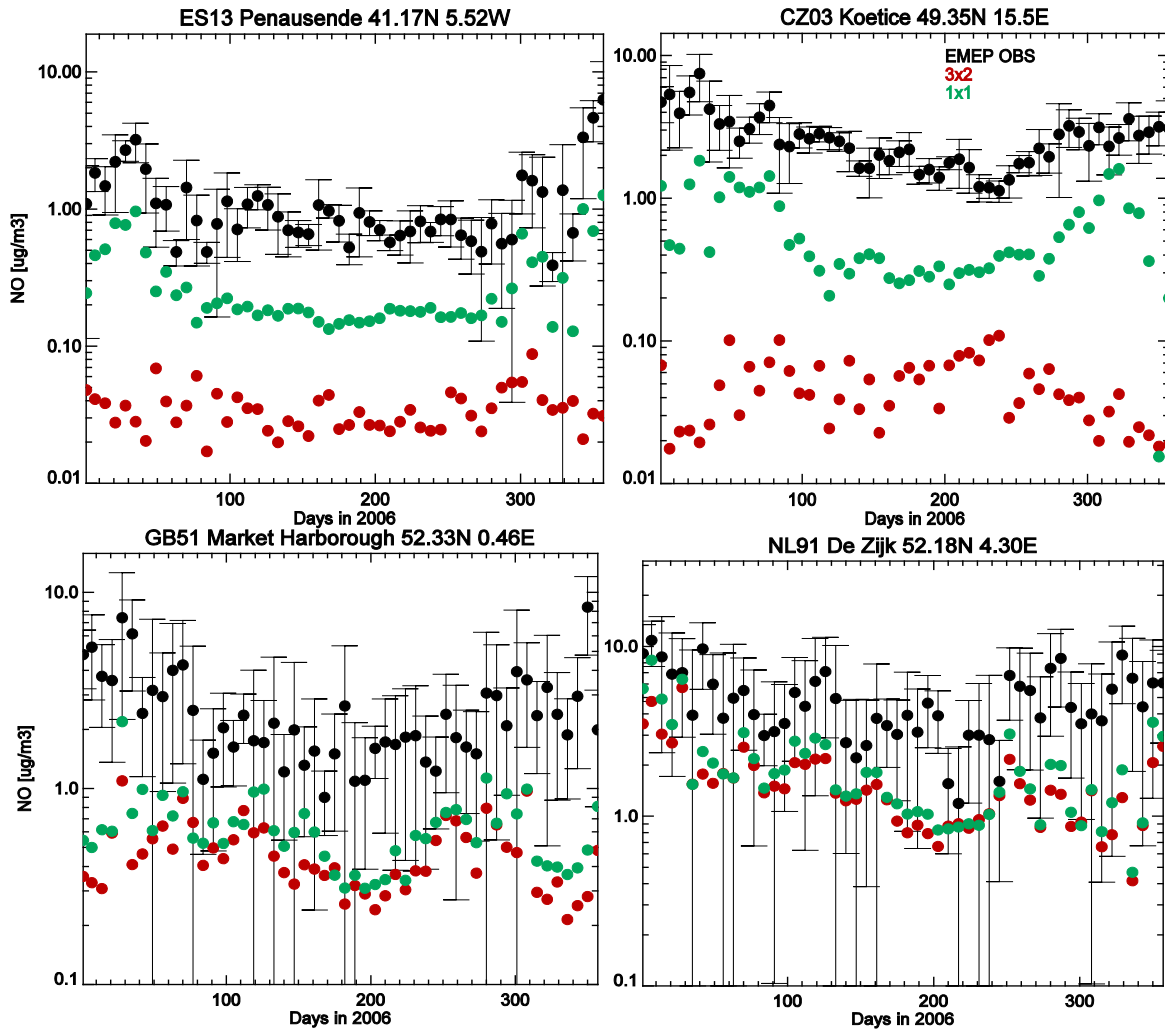 ES13 Penausende 41.17N 5.52W
NO [ug/m3]
10.00
1.00
0.10
0.01
100
200
300
Days in 2006
CZ03 Koetice 49.35N 15.5E
EMEP OBS
3x2
1x1
10.00
1.00
0.10
0.01
100
200
300
Days in 2006
GB51 Market Harborough 52.33N 0.46E
NO [ug/m3]
10.0
1.0
0.1
100
200
300
Days in 2006
NL91 De Zijk 52.18N 4.30E
10.0
1.0
0.1
100
200
300
Days in 2006